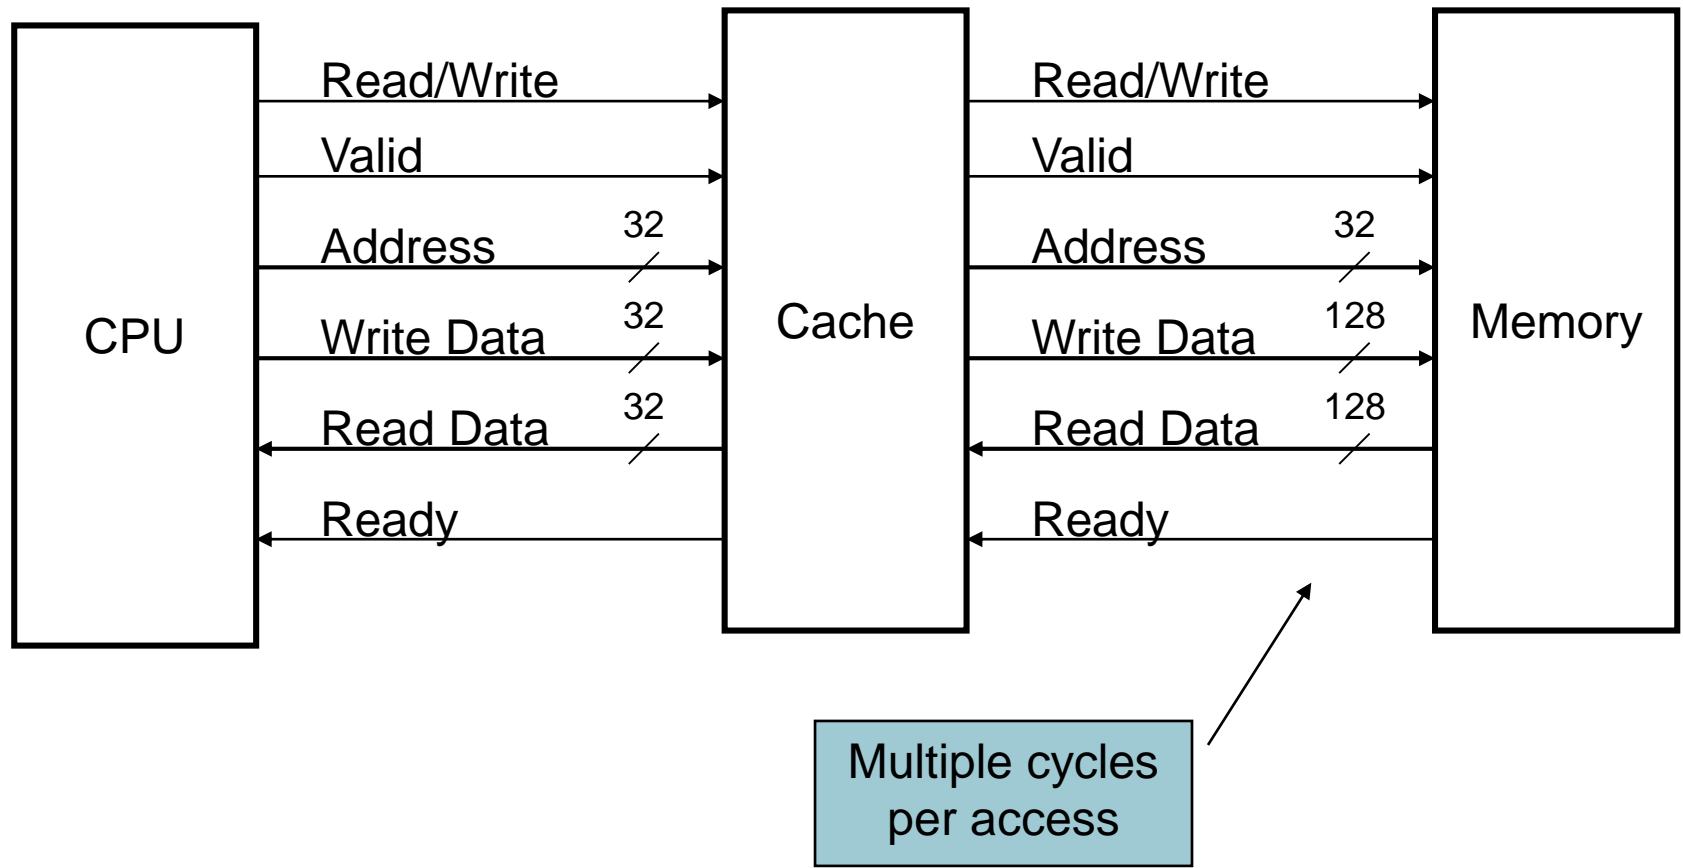 CPU
Read/Write
Valid
Address 32
Write Data 32
Read Data 32
Ready
Cache
Read/Write
Valid
Address 32
Write Data 128
Read Data 128
Ready
Memory
Multiple cycles
per access